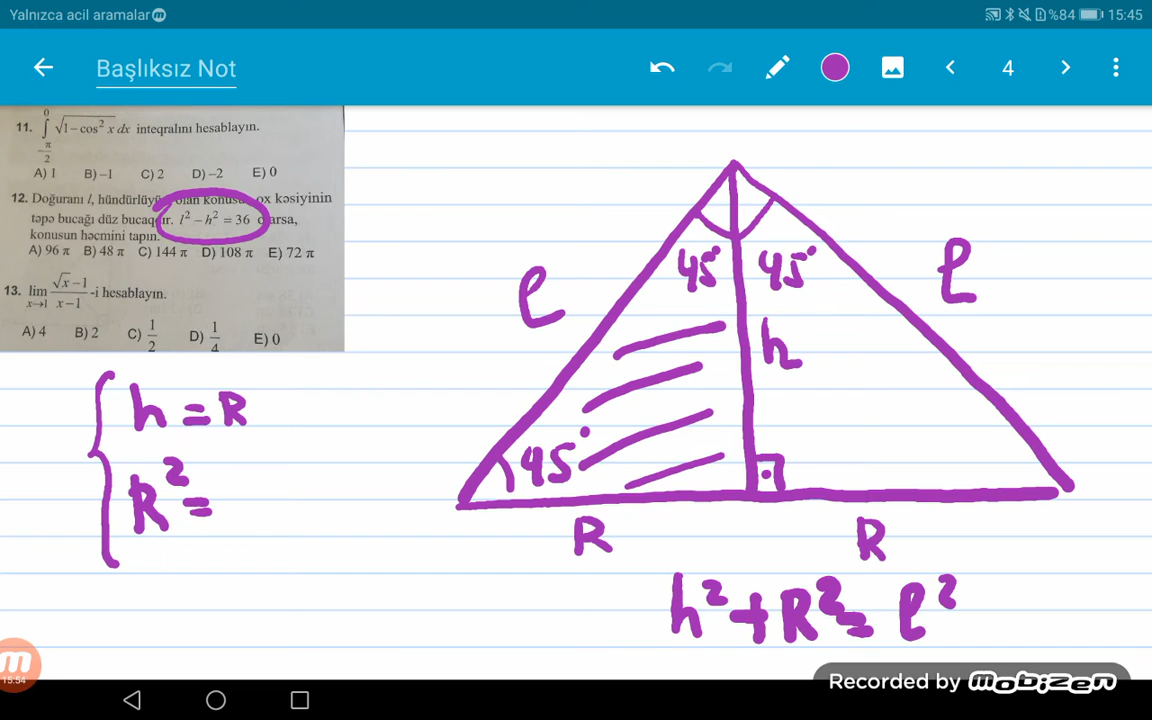 Yalnızca acil aramalar
%84 15:45
Başlıksız Not
4
11. ∫ 0 -π/2 √1-cos² x dx inteqralını hesablayın.
A) 1 B) –1 C) 2 D) –2 E) 0
12. Doğuranı l, hündürlüyü olan konusun ox kəsiyinin
təpə bucağı düz bucaqdır. l² – h² = 36 olarsa,
konusun həcmini tapın.
A) 96 π B) 48 π C) 144 π D) 108 π E) 72 π
13. lim x→1 √x–1/x–1 -i hesablayın.
A) 4 B) 2 C) 1/2 D) 1/4 E) 0
h = R
R² =
45° 45°
ℓ ℓ
h
45°
R R
h² + R² = ℓ²
15:54
Recorded by mobizen